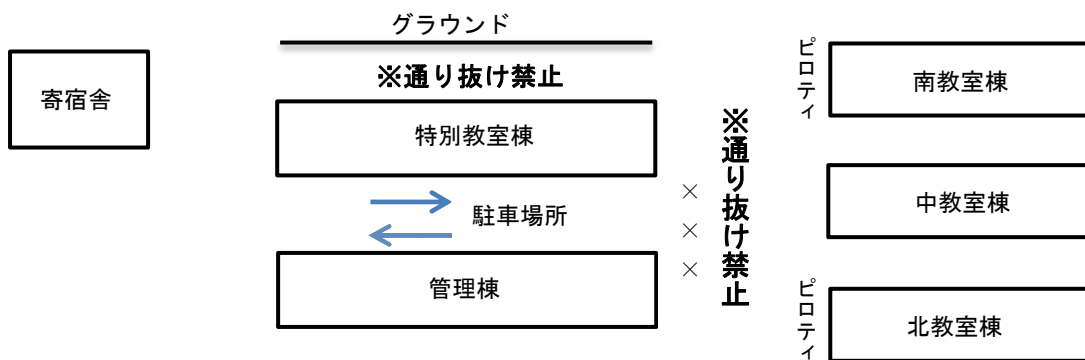 グラウンド
※通り抜け禁止
寄宿舎
特別教室棟
駐車場所
管理棟
×
×
×
※通り抜け禁止
ピロティ
南教室棟
中教室棟
ピロティ
北教室棟